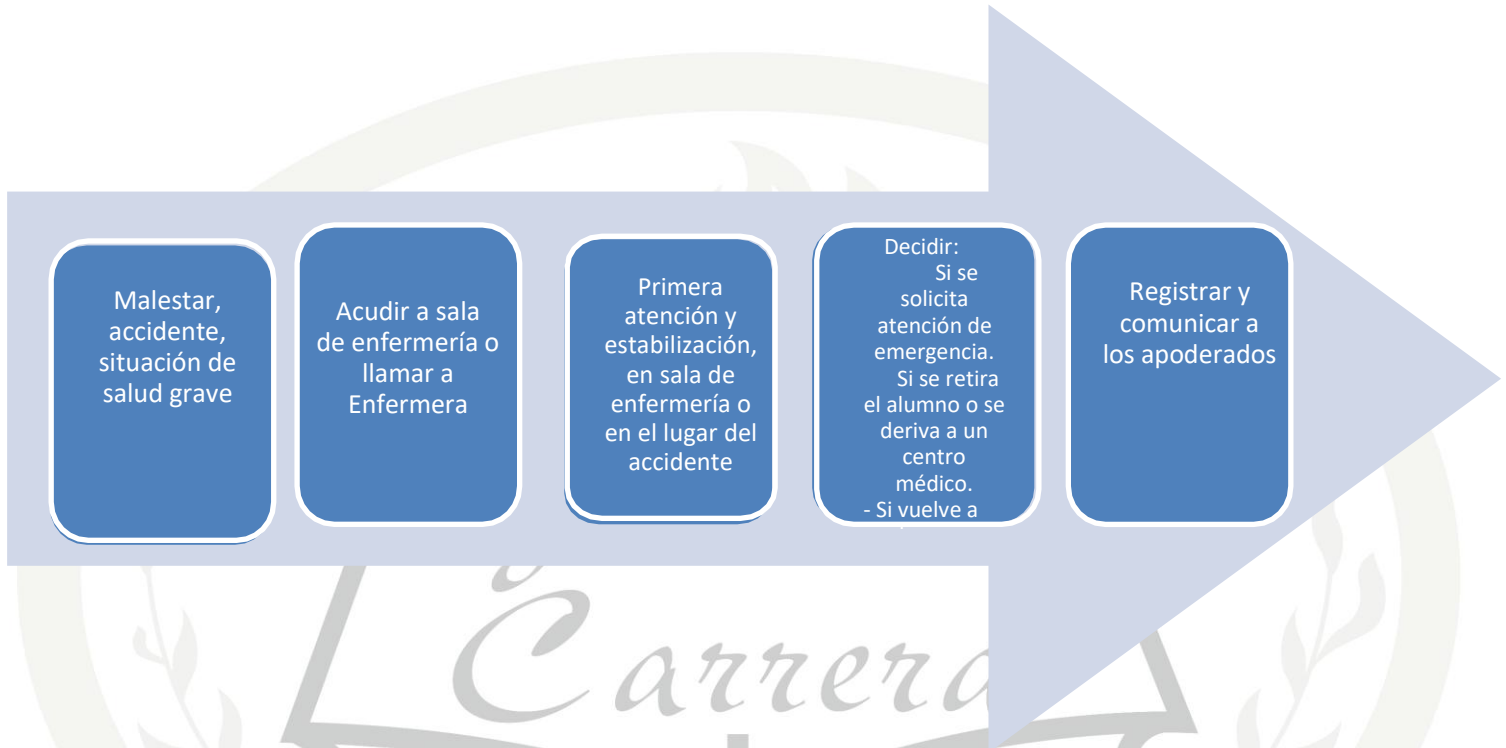 Malestar,
accidente,
situación de
salud grave
Acudir a sala
de enfermería o
llamar a
Enfermera
Primera
atención y
estabilización,
en sala de
enfermería o
en el lugar del
accidente
Decidir:
Si se
solicita
atención de
emergencia.
Si se retira
el alumno o se
deriva a un
centro
médico.
- Si vuelve a
Registrar y
comunicar a
los apoderados
Carrera